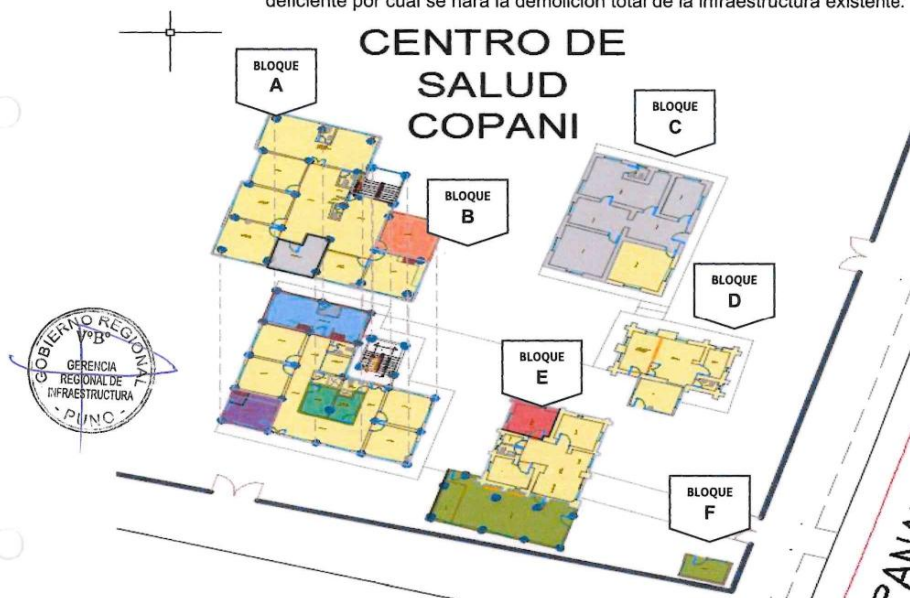 deficiente por cual se hará la demolición total de la infraestructura existente.
CENTRO DE
SALUD
COPANI
BLOQUE
A
BLOQUE
B
BLOQUE
C
BLOQUE
D
BLOQUE
E
BLOQUE
F
GOBIERNO REGIONAL
VºBº
GERENCIA
REGIONAL DE
INFRAESTRUCTURA
- PUNO -